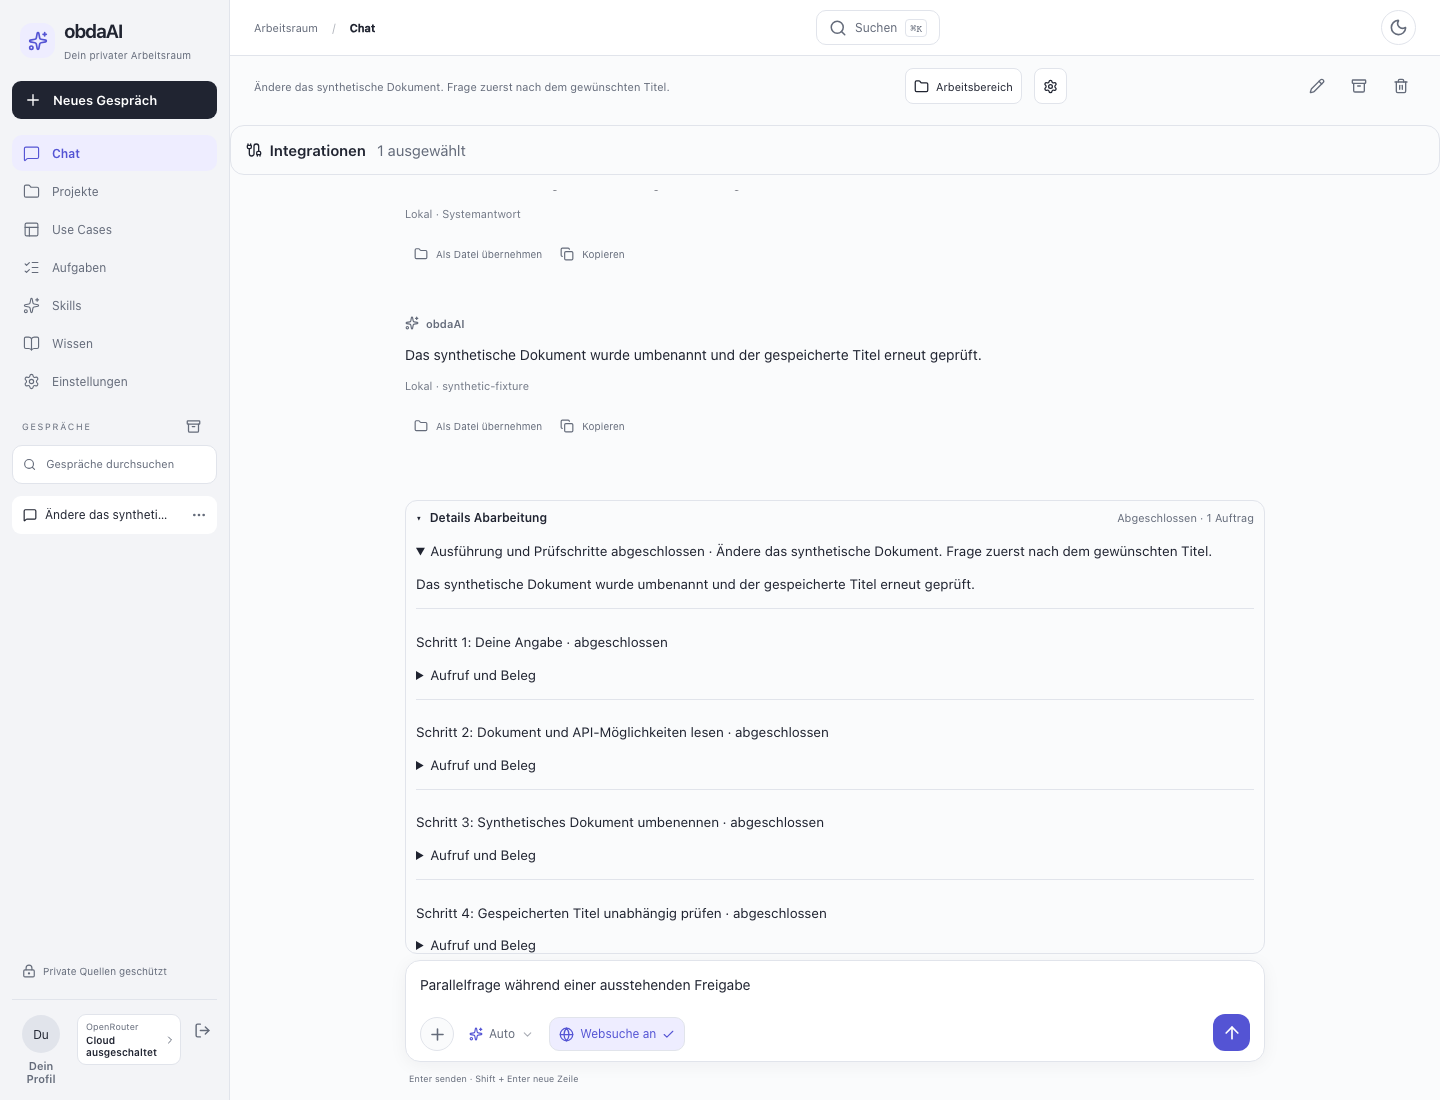 obdaAI
Dein privater Arbeitsraum
Neues Gespräch
Chat
Projekte
Use Cases
Aufgaben
Skills
Wissen
Einstellungen
GESPRÄCHE
Gespräche durchsuchen
Ändere das syntheti...
Private Quellen geschützt
Du
Dein
Profil
OpenRouter
Cloud
ausgeschaltet
Arbeitsraum / Chat
Suchen ⌘K
Ändere das synthetische Dokument. Frage zuerst nach dem gewünschten Titel.
Arbeitsbereich
Integrationen 1 ausgewählt
Lokal · Systemantwort
Als Datei übernehmen Kopieren
obdaAI
Das synthetische Dokument wurde umbenannt und der gespeicherte Titel erneut geprüft.
Lokal · synthetic-fixture
Als Datei übernehmen Kopieren
Details Abarbeitung Abgeschlossen · 1 Auftrag
Ausführung und Prüfschritte abgeschlossen · Ändere das synthetische Dokument. Frage zuerst nach dem gewünschten Titel.
Das synthetische Dokument wurde umbenannt und der gespeicherte Titel erneut geprüft.
Schritt 1: Deine Angabe · abgeschlossen
Aufruf und Beleg
Schritt 2: Dokument und API-Möglichkeiten lesen · abgeschlossen
Aufruf und Beleg
Schritt 3: Synthetisches Dokument umbenennen · abgeschlossen
Aufruf und Beleg
Schritt 4: Gespeicherten Titel unabhängig prüfen · abgeschlossen
Aufruf und Beleg
Parallelfrage während einer ausstehenden Freigabe
Auto
Websuche an
Enter senden · Shift + Enter neue Zeile